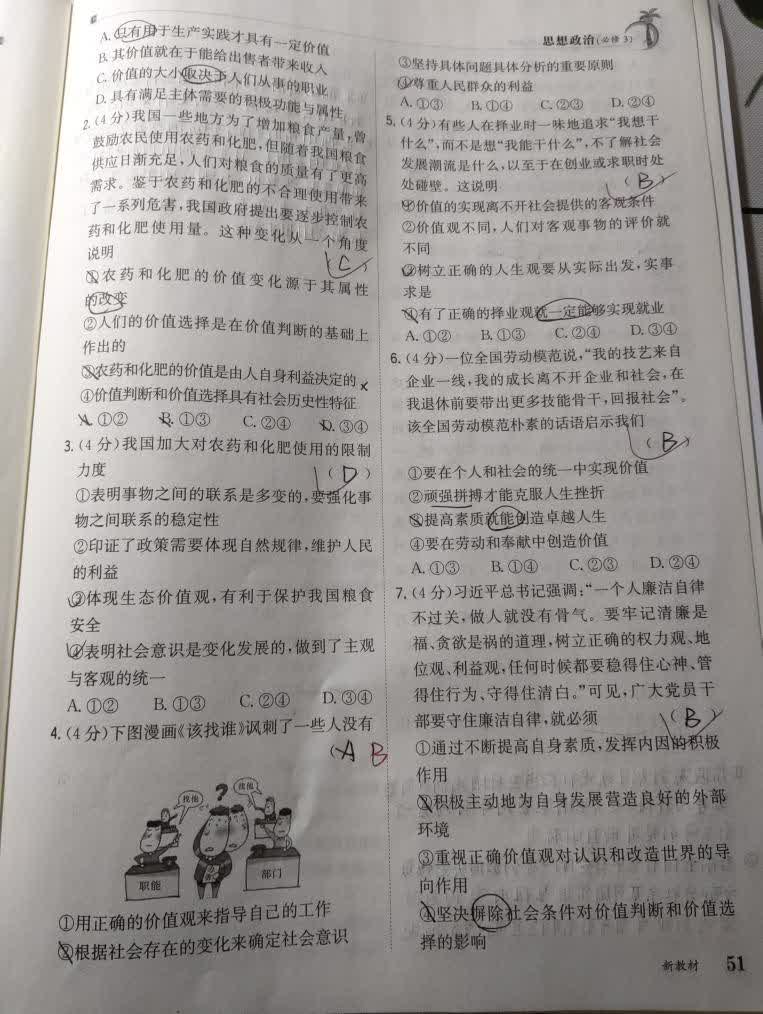 思想政治(必修3)
A. 只有用于生产实践才具有一定价值
B. 其价值就在于能给出售者带来收入
C. 价值的大小取决于人们从事的职业
D. 具有满足主体需要的积极功能与属性
2. (4分)我国一些地方为了增加粮食产量,曾
鼓励农民使用农药和化肥,但随着我国粮食
供应日渐充足,人们对粮食的质量有了更高
需求。鉴于农药和化肥的不合理使用带来
了一系列危害,我国政府提出要逐步控制农
药和化肥使用量。这种变化从一个角度
说明
(C)
①农药和化肥的价值变化源于其属性
的改变
②人们的价值选择是在价值判断的基础上
作出的
③农药和化肥的价值是由人自身利益决定的 ×
④价值判断和价值选择具有社会历史性特征
A. ①② B. ①③ C. ②④ D. ③④
3. (4分)我国加大对农药和化肥使用的限制
力度 (D)
①表明事物之间的联系是多变的,要强化事
物之间联系的稳定性
②印证了政策需要体现自然规律,维护人民
的利益
③体现生态价值观,有利于保护我国粮食
安全
④表明社会意识是变化发展的,做到了主观
与客观的统一
A. ①② B. ①③ C. ②④ D. ③④
4. (4分)下图漫画《该找谁》讽刺了一些人没有
(A B
找他
?
找他
职能
部门
①用正确的价值观来指导自己的工作
②根据社会存在的变化来确定社会意识
③坚持具体问题具体分析的重要原则
④尊重人民群众的利益
A. ①③ B. ①④ C. ②③ D. ②④
5. (4分)有些人在择业时一味地追求“我想干
什么”,而不是想“我能干什么”,不了解社会
发展潮流是什么,以至于在创业或求职时处
处碰壁。这说明 (B)
①价值的实现离不开社会提供的客观条件
②价值观不同,人们对客观事物的评价就
不同
③树立正确的人生观要从实际出发,实事
求是
④有了正确的择业观就一定能够实现就业
A. ①② B. ①③ C. ②④ D. ③④
6. (4分)一位全国劳动模范说,“我的技艺来自
企业一线,我的成长离不开企业和社会,在
我退休前要带出更多技能骨干,回报社会”。
该全国劳动模范朴素的话语启示我们
(B)
①要在个人和社会的统一中实现价值
②顽强拼搏才能克服人生挫折
③提高素质就能创造卓越人生
④要在劳动和奉献中创造价值
A. ①③ B. ①④ C. ②③ D. ②④
7. (4分)习近平总书记强调:“一个人廉洁自律
不过关,做人就没有骨气。要牢记清廉是
福、贪欲是祸的道理,树立正确的权力观、地
位观、利益观,任何时候都要稳得住心神、管
得住行为、守得住清白。”可见,广大党员干
部要守住廉洁自律,就必须 (B)
①通过不断提高自身素质,发挥内因的积极
作用
②积极主动地为自身发展营造良好的外部
环境
③重视正确价值观对认识和改造世界的导
向作用
④坚决摒除社会条件对价值判断和价值选
择的影响
新教材 51